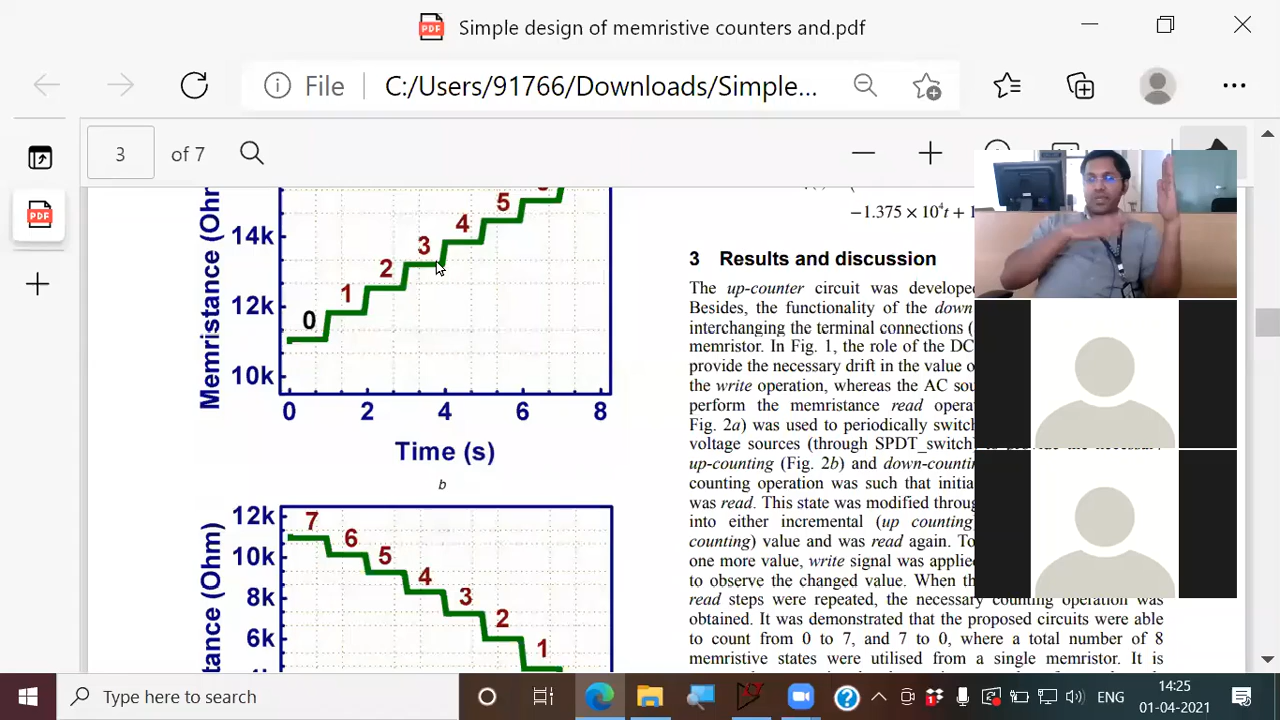 Simple design of memristive counters and.pdf
File
C:/Users/91766/Downloads/Simple...
3 of 7
Memristance (Ohm
14k
12k
10k
0
1
2
3
4
5
0 2 4 6 8
Time (s)
b
stance (Ohm)
12k
10k
8k
6k
7
6
5
4
3
2
1
−1.375 × 10⁴t + 1
3 Results and discussion
The up-counter circuit was develope
Besides, the functionality of the down
interchanging the terminal connections (
memristor. In Fig. 1, the role of the DC
provide the necessary drift in the value o
the write operation, whereas the AC sou
perform the memristance read opera
Fig. 2a) was used to periodically switc
voltage sources (through SPDT_switch
up-counting (Fig. 2b) and down-counti
counting operation was such that initia
was read. This state was modified throu
into either incremental (up counting
counting) value and was read again. To
one more value, write signal was applie
to observe the changed value. When th
read steps were repeated, the necessary counting operation was
obtained. It was demonstrated that the proposed circuits were able
to count from 0 to 7, and 7 to 0, where a total number of 8
memristive states were utilised from a single memristor. It is
Type here to search
ENG
14:25
01-04-2021